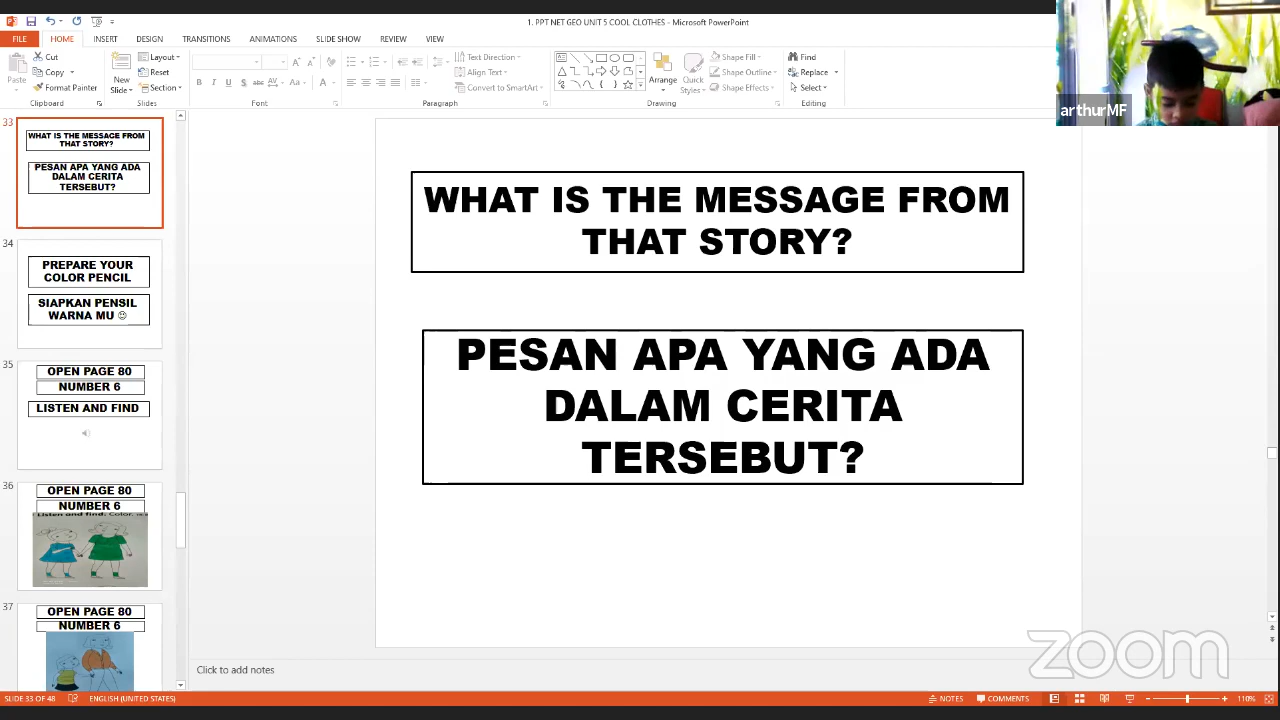 1. PPT NET GEO UNIT 5 COOL CLOTHES - Microsoft PowerPoint
FILE HOME INSERT DESIGN TRANSITIONS ANIMATIONS SLIDE SHOW REVIEW VIEW
Paste
Cut
Copy
Format Painter
Clipboard
New
Slide
Layout
Reset
Section
Slides
Font
Text Direction
Align Text
Convert to SmartArt
Paragraph
Arrange
Quick
Styles
Shape Fill
Shape Outline
Shape Effects
Drawing
Find
Replace
Select
Editing
arthurMF
33
WHAT IS THE MESSAGE FROM
THAT STORY?
PESAN APA YANG ADA
DALAM CERITA
TERSEBUT?
34
PREPARE YOUR
COLOR PENCIL
SIAPKAN PENSIL
WARNA MU ☺
35
OPEN PAGE 80
NUMBER 6
LISTEN AND FIND
36
OPEN PAGE 80
NUMBER 6
Listen and find. Color.
37
OPEN PAGE 80
NUMBER 6
WHAT IS THE MESSAGE FROM
THAT STORY?
PESAN APA YANG ADA
DALAM CERITA
TERSEBUT?
zoom
Click to add notes
SLIDE 33 OF 48 ENGLISH (UNITED STATES) NOTES COMMENTS 110%